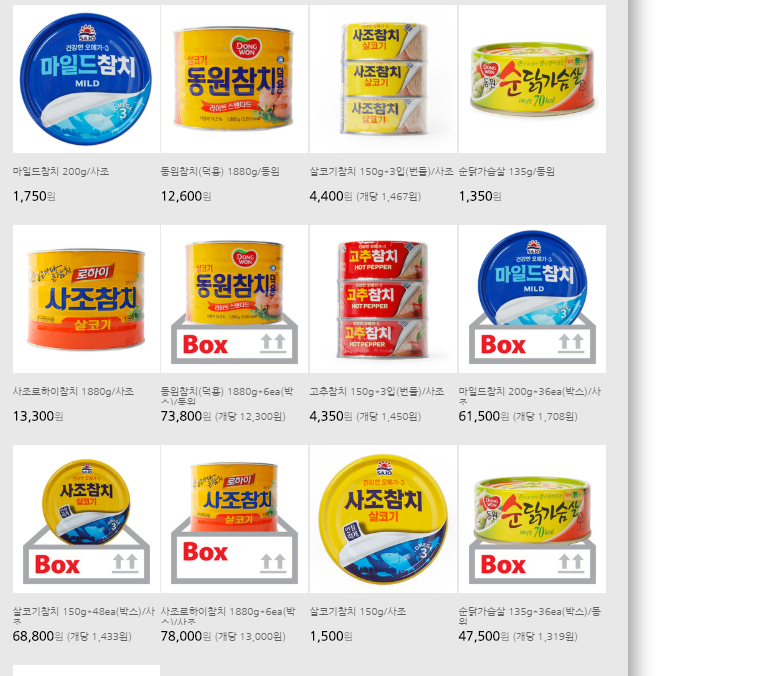 SAJO
건강한 오메가-3
마일드참치
MILD
OMEGA
3
DONG
WON
살코기
동원참치
라이트 스탠다드
사조참치
살코기
사조참치
살코기
사조참치
살코기
DONG
WON
동원
순닭가슴살
70kcal
마일드참치 200g/사조
동원참치(덕용) 1880g/동원
살코기참치 150g*3입(번들)/사조
순닭가슴살 135g/동원
1,750원
12,600원
4,400원 (개당 1,467원)
1,350원
로하이
사조참치
살코기
DONG
WON
살코기
동원참치
라이트 스탠다드
Box
고추참치
HOT PEPPER
고추참치
HOT PEPPER
고추참치
HOT PEPPER
SAJO
건강한 오메가-3
마일드참치
MILD
3
Box
사조로하이참치 1880g/사조
동원참치(덕용) 1880g*6ea(박
스)/동원
고추참치 150g*3입(번들)/사조
마일드참치 200g*36ea(박스)/사
조
13,300원
73,800원 (개당 12,300원)
4,350원 (개당 1,450원)
61,500원 (개당 1,708원)
SAJO
건강한 오메가-3
사조참치
살코기
3
Box
로하이
사조참치
살코기
Box
SAJO
건강한 오메가-3
사조참치
살코기
OMEGA
3
DONG
WON
동원
순닭가슴살
70kcal
Box
살코기참치 150g*48ea(박스)/사
조
사조로하이참치 1880g*6ea(박
스)/사조
살코기참치 150g/사조
순닭가슴살 135g*36ea(박스)/동
원
68,800원 (개당 1,433원)
78,000원 (개당 13,000원)
1,500원
47,500원 (개당 1,319원)